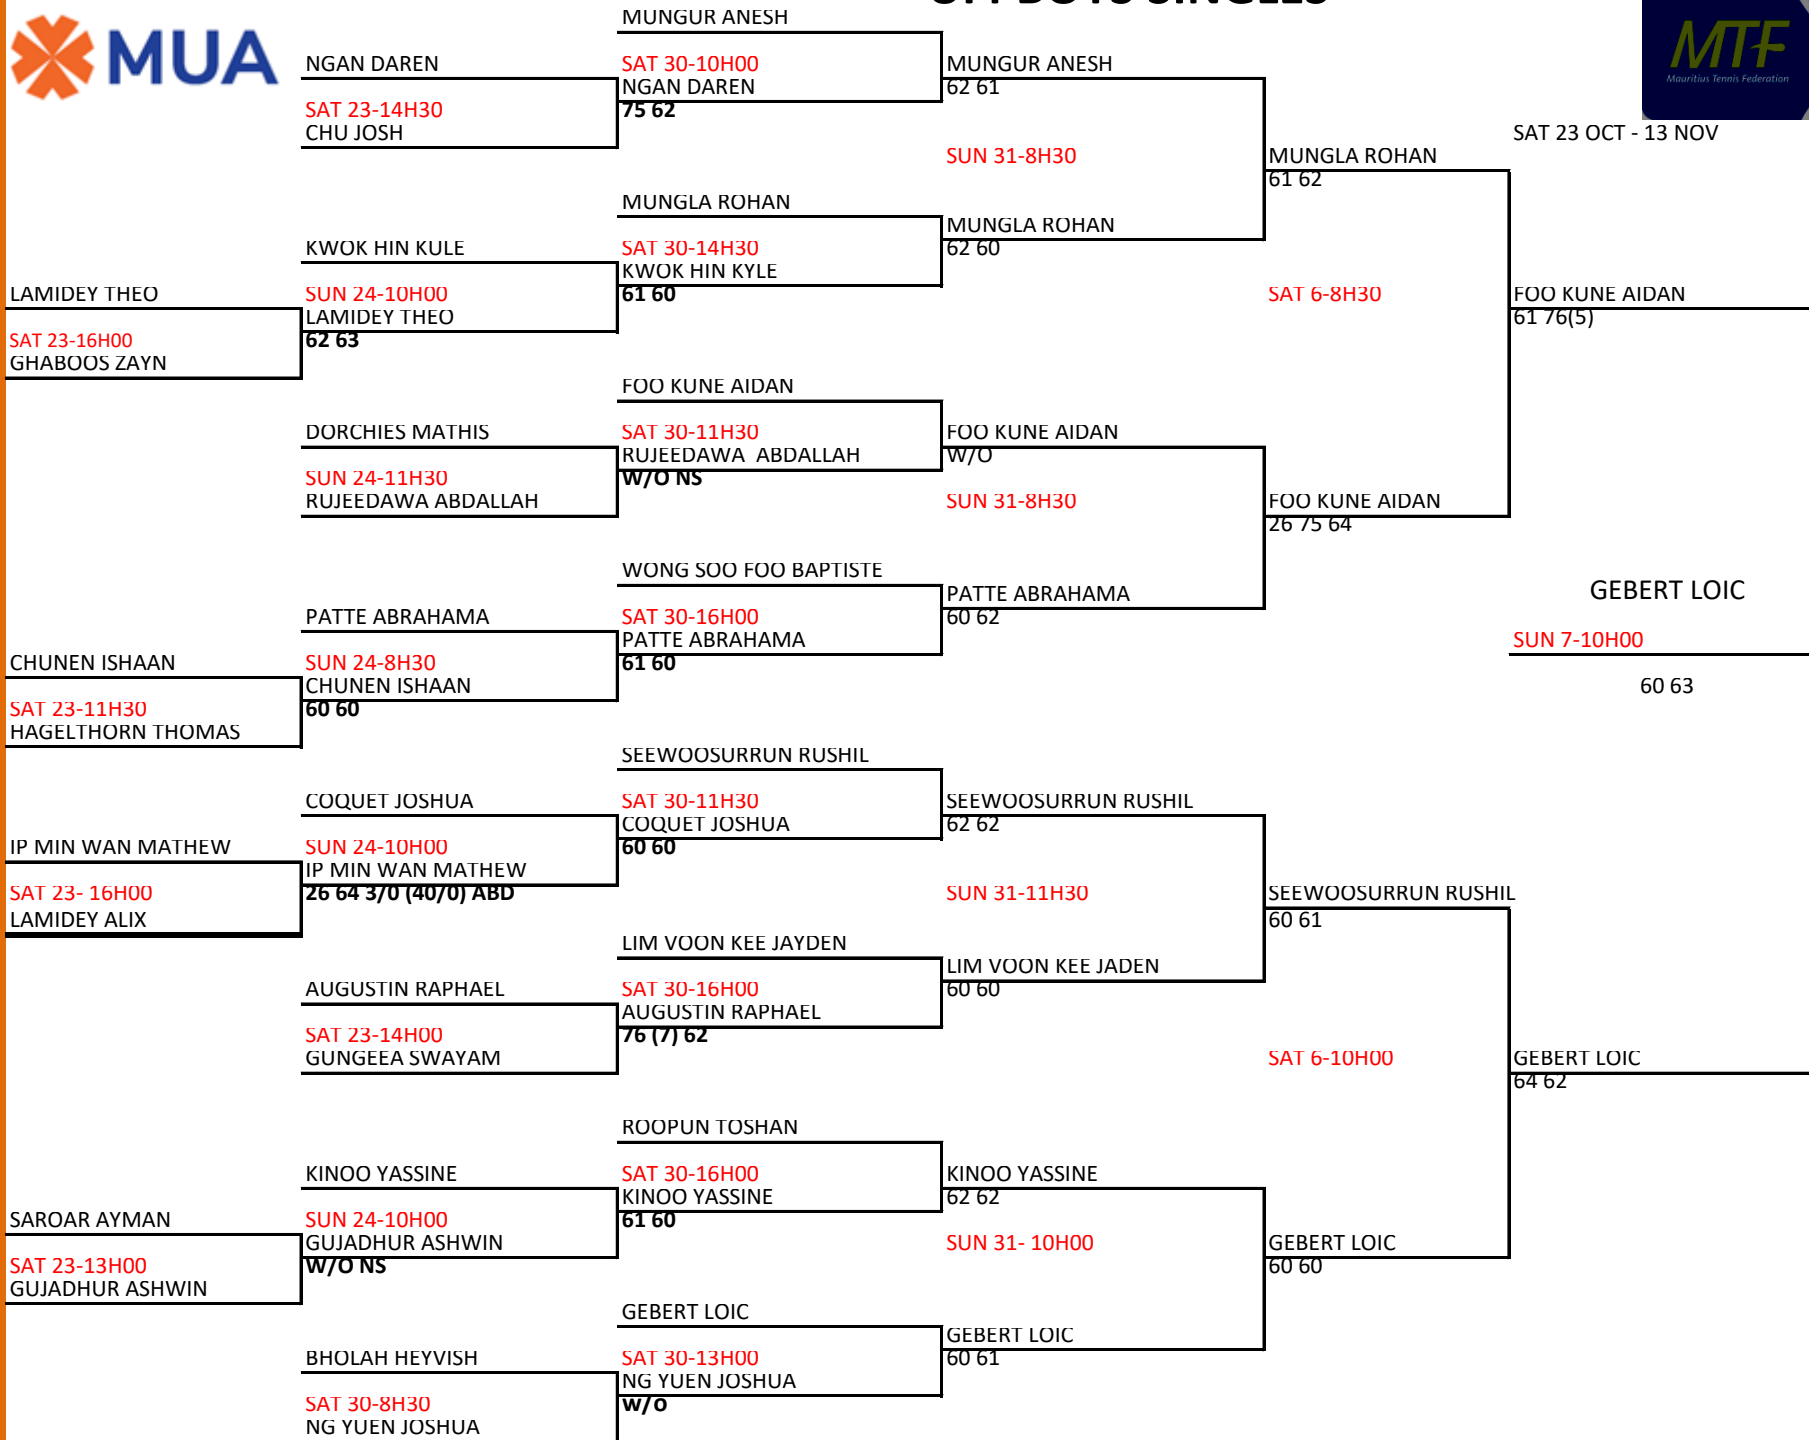 MUA
MTF
Mauritius Tennis Federation
SAT 23 OCT - 13 NOV
LAMIDEY THEO
SAT 23-16H00
GHABOOS ZAYN
CHUNEN ISHAAN
SAT 23-11H30
HAGELTHORN THOMAS
IP MIN WAN MATHEW
SAT 23- 16H00
LAMIDEY ALIX
SAROAR AYMAN
SAT 23-13H00
GUJADHUR ASHWIN
NGAN DAREN
SAT 23-14H30
CHU JOSH
KWOK HIN KULE
SUN 24-10H00
LAMIDEY THEO
62 63
DORCHIES MATHIS
SUN 24-11H30
RUJEEDAWA ABDALLAH
PATTE ABRAHAMA
SUN 24-8H30
CHUNEN ISHAAN
60 60
COQUET JOSHUA
SUN 24-10H00
IP MIN WAN MATHEW
26 64 3/0 (40/0) ABD
AUGUSTIN RAPHAEL
SAT 23-14H00
GUNGEEA SWAYAM
KINOO YASSINE
SUN 24-10H00
GUJADHUR ASHWIN
W/O NS
BHOLAH HEYVISH
SAT 30-8H30
NG YUEN JOSHUA
MUNGUR ANESH
SAT 30-10H00
NGAN DAREN
75 62
MUNGLA ROHAN
SAT 30-14H30
KWOK HIN KYLE
61 60
FOO KUNE AIDAN
SAT 30-11H30
RUJEEDAWA  ABDALLAH
W/O NS
WONG SOO FOO BAPTISTE
SAT 30-16H00
PATTE ABRAHAMA
61 60
SEEWOOSURRUN RUSHIL
SAT 30-11H30
COQUET JOSHUA
60 60
LIM VOON KEE JAYDEN
SAT 30-16H00
AUGUSTIN RAPHAEL
76 (7) 62
ROOPUN TOSHAN
SAT 30-16H00
KINOO YASSINE
61 60
GEBERT LOIC
SAT 30-13H00
NG YUEN JOSHUA
w/o
MUNGUR ANESH
62 61
SUN 31-8H30
MUNGLA ROHAN
62 60
FOO KUNE AIDAN
W/O
SUN 31-8H30
PATTE ABRAHAMA
60 62
SEEWOOSURRUN RUSHIL
62 62
SUN 31-11H30
LIM VOON KEE JADEN
60 60
KINOO YASSINE
62 62
SUN 31- 10H00
GEBERT LOIC
60 61
MUNGLA ROHAN
61 62
SAT 6-8H30
FOO KUNE AIDAN
26 75 64
SEEWOOSURRUN RUSHIL
60 61
SAT 6-10H00
GEBERT LOIC
60 60
FOO KUNE AIDAN
61 76(5)
GEBERT LOIC
SUN 7-10H00
60 63
GEBERT LOIC
64 62